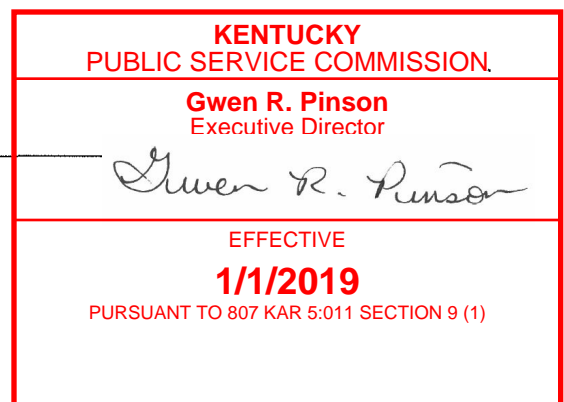 KENTUCKY
PUBLIC SERVICE COMMISSION
Gwen R. Pinson
Executive Director
Gwen R. Pinson
EFFECTIVE
1/1/2019
PURSUANT TO 807 KAR 5:011 SECTION 9 (1)